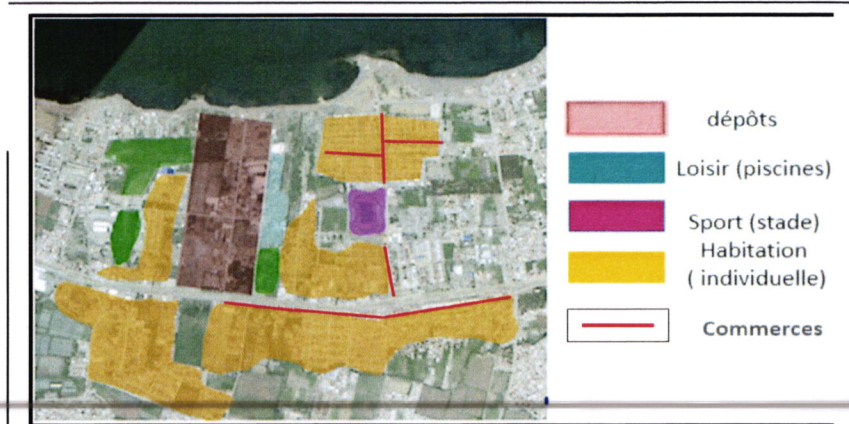 dépôts
Loisir (piscines)
Sport (stade)
Habitation
( individuelle)
Commerces